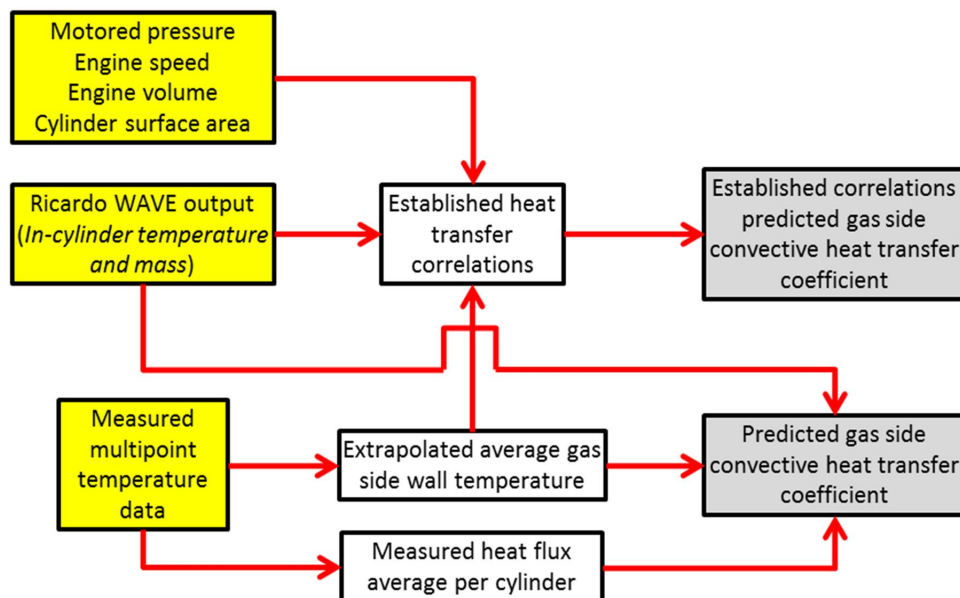 Motored pressure
Engine speed
Engine volume
Cylinder surface area
Ricardo WAVE output
(In-cylinder temperature
and mass)
Established heat
transfer
correlations
Established correlations
predicted gas side
convective heat transfer
coefficient
Measured
multipoint
temperature
data
Extrapolated average gas
side wall temperature
Predicted gas side
convective heat transfer
coefficient
Measured heat flux
average per cylinder